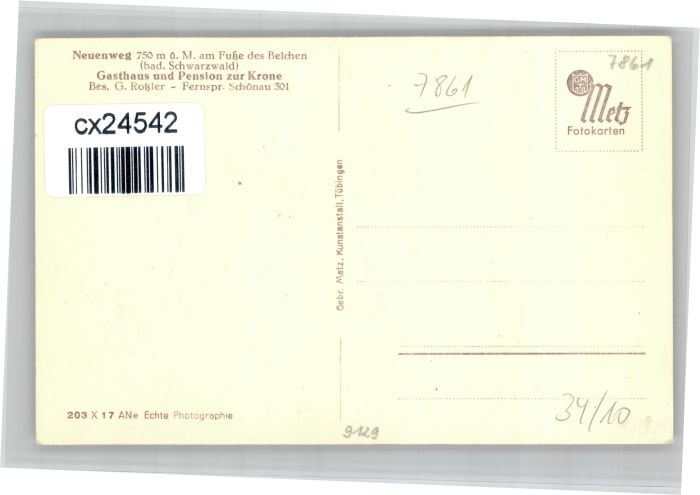 Neuenweg 750 m ü. M. am Fuße des Belchen
(bad. Schwarzwald)
Gasthaus und Pension zur Krone
Bes. G. Roßler – Fernspr. Schönau 301
cx24542
7861
7861
GM
Metz
Fotokarten
Gebr. Metz, Kunstanstalt, Tübingen
203 X 17 ANe Echte Photographie
9129
34/10